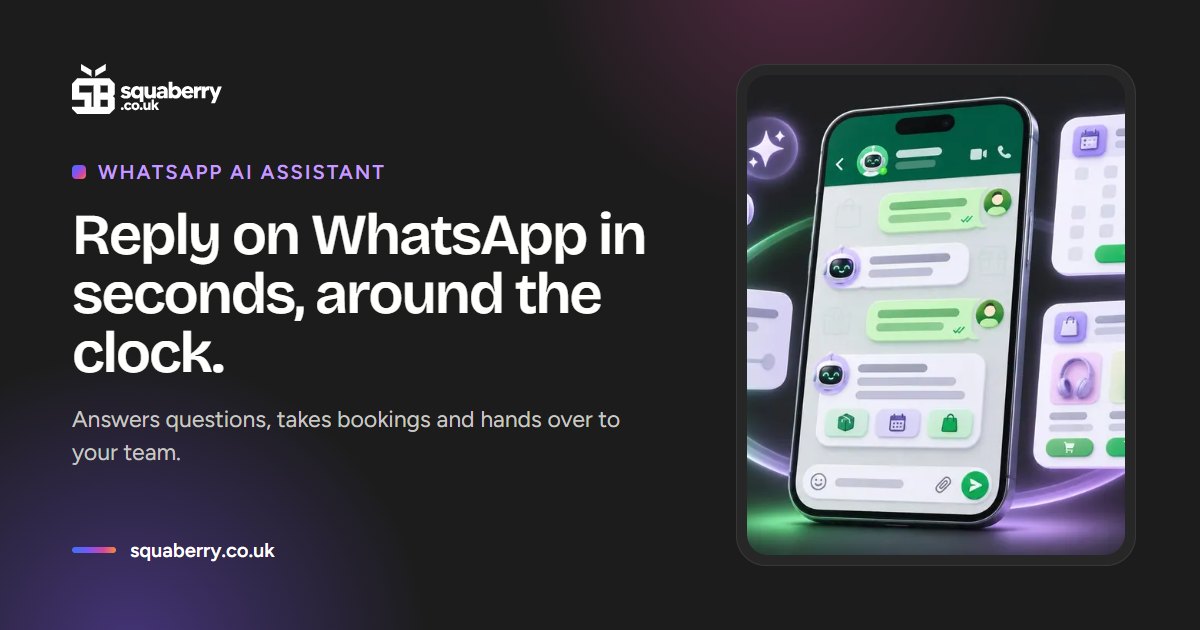 SB squaberry
.co.uk
WHATSAPP AI ASSISTANT
Reply on WhatsApp in
seconds, around the
clock.
Answers questions, takes bookings and hands over to
your team.
squaberry.co.uk